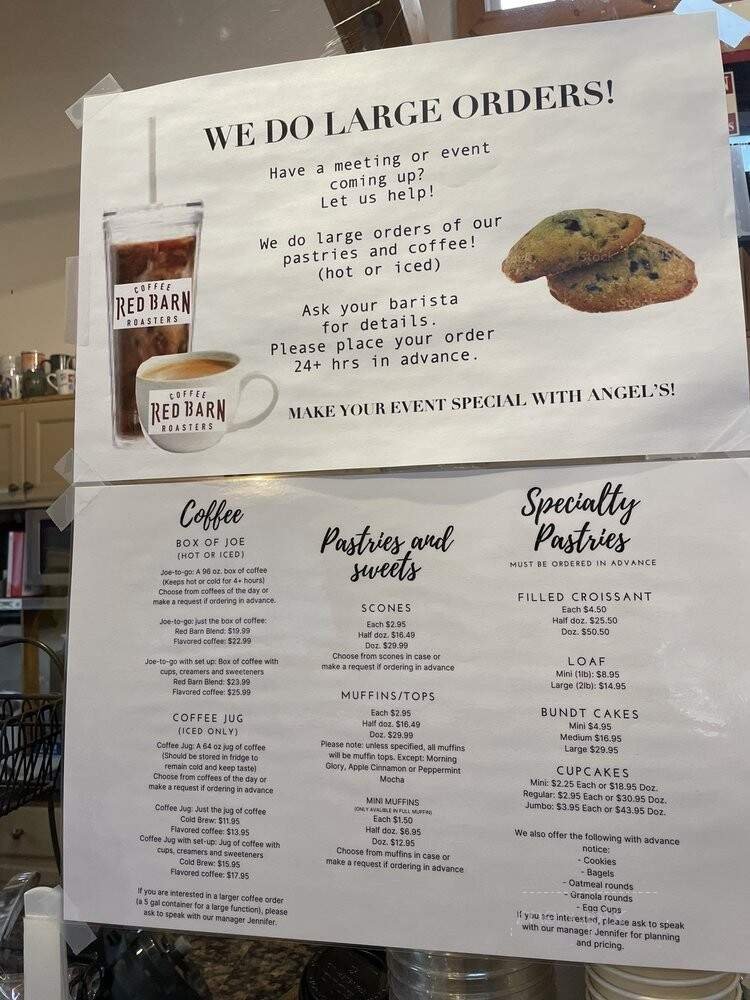 WE DO LARGE ORDERS!
Have a meeting or event
coming up?
Let us help!
We do large orders of our
pastries and coffee!
(hot or iced)
Ask your barista
for details.
Please place your order
24+ hrs in advance.
MAKE YOUR EVENT SPECIAL WITH ANGEL'S!
COFFEE
RED BARN
ROASTERS
COFFEE
RED BARN
ROASTERS
iStock
iStock
Coffee
BOX OF JOE
(HOT OR ICED)
Joe-to-go: A 96 oz. box of coffee
(Keeps hot or cold for 4+ hours)
Choose from coffees of the day or
make a request if ordering in advance.
Joe-to-go: just the box of coffee:
Red Barn Blend: $19.99
Flavored coffee: $22.99
Joe-to-go with set up: Box of coffee with
cups, creamers and sweeteners
Red Barn Blend: $23.99
Flavored coffee: $25.99
COFFEE JUG
(ICED ONLY)
Coffee Jug: A 64 oz jug of coffee
(Should be stored in fridge to
remain cold and keep taste)
Choose from coffees of the day or
make a request if ordering in advance
Coffee Jug: Just the jug of coffee
Cold Brew: $11.95
Flavored coffee: $13.95
Coffee Jug with set-up: Jug of coffee with
cups, creamers and sweeteners
Cold Brew: $15.95
Flavored coffee: $17.95
If you are interested in a larger coffee order
(a 5 gal container for a large function), please
ask to speak with our manager Jennifer.
Pastries and
sweets
SCONES
Each $2.95
Half doz. $16.49
Doz. $29.99
Choose from scones in case or
make a request if ordering in advance
MUFFINS/TOPS
Each $2.95
Half doz. $16.49
Doz. $29.99
Please note: unless specified, all muffins
will be muffin tops. Except: Morning
Glory, Apple Cinnamon or Peppermint
Mocha
MINI MUFFINS
(ONLY AVALIBLE IN FULL MUFFIN)
Each $1.50
Half doz. $6.95
Doz. $12.95
Choose from muffins in case or
make a request if ordering in advance
Specialty
Pastries
MUST BE ORDERED IN ADVANCE
FILLED CROISSANT
Each $4.50
Half doz. $25.50
Doz. $50.50
LOAF
Mini (1lb): $8.95
Large (2lb): $14.95
BUNDT CAKES
Mini $4.95
Medium $16.95
Large $29.95
CUPCAKES
Mini: $2.25 Each or $18.95 Doz.
Regular: $2.95 Each or $30.95 Doz.
Jumbo: $3.95 Each or $43.95 Doz.
We also offer the following with advance
notice:
- Cookies
- Bagels
- Oatmeal rounds
- Granola rounds
- Egg Cups
If you are interested, please ask to speak
with our manager Jennifer for planning
and pricing.